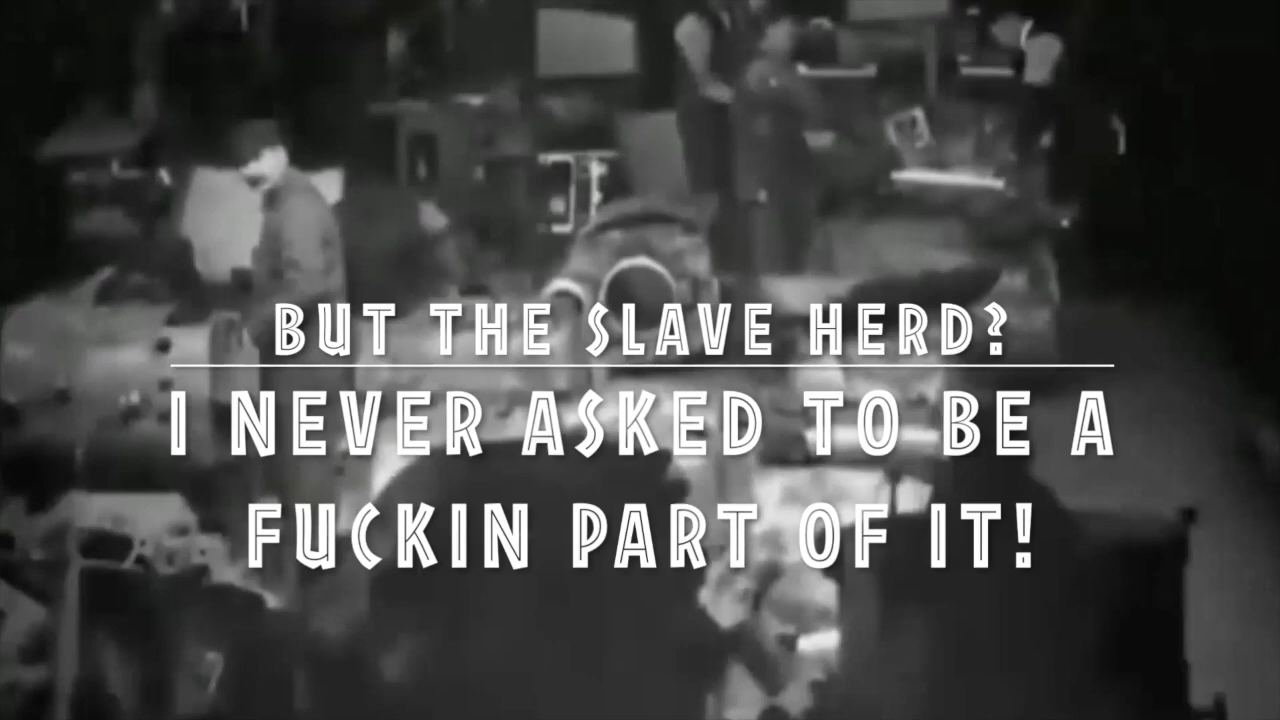 BUT THE SLAVE HERD?
I NEVER ASKED TO BE A
FUCKIN PART OF IT!